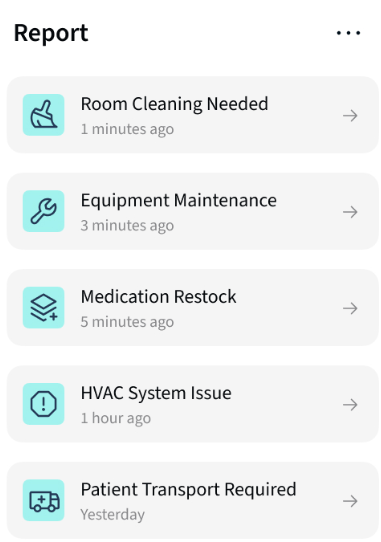 Report
Room Cleaning Needed
1 minutes ago
Equipment Maintenance
3 minutes ago
Medication Restock
5 minutes ago
HVAC System Issue
1 hour ago
Patient Transport Required
Yesterday